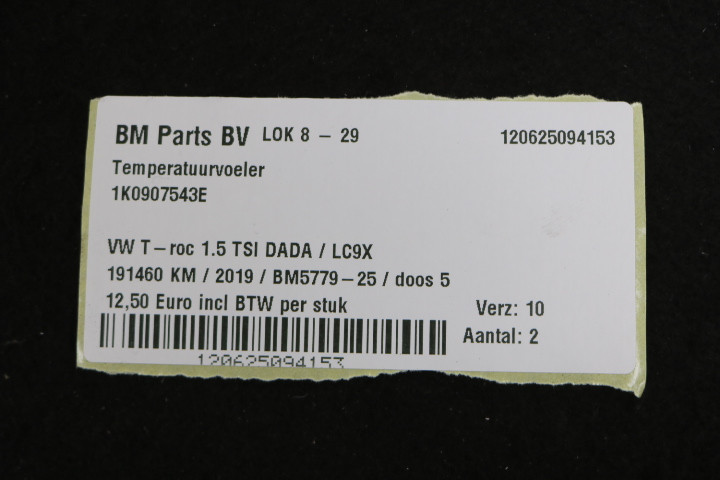 BM Parts BV LOK 8 - 29 120625094153
Temperatuurvoeler
1K0907543E
VW T-roc 1.5 TSI DADA / LC9X
191460 KM / 2019 / BM5779-25 / doos 5
12,50 Euro incl BTW per stuk Verz: 10
Aantal: 2
120625094153